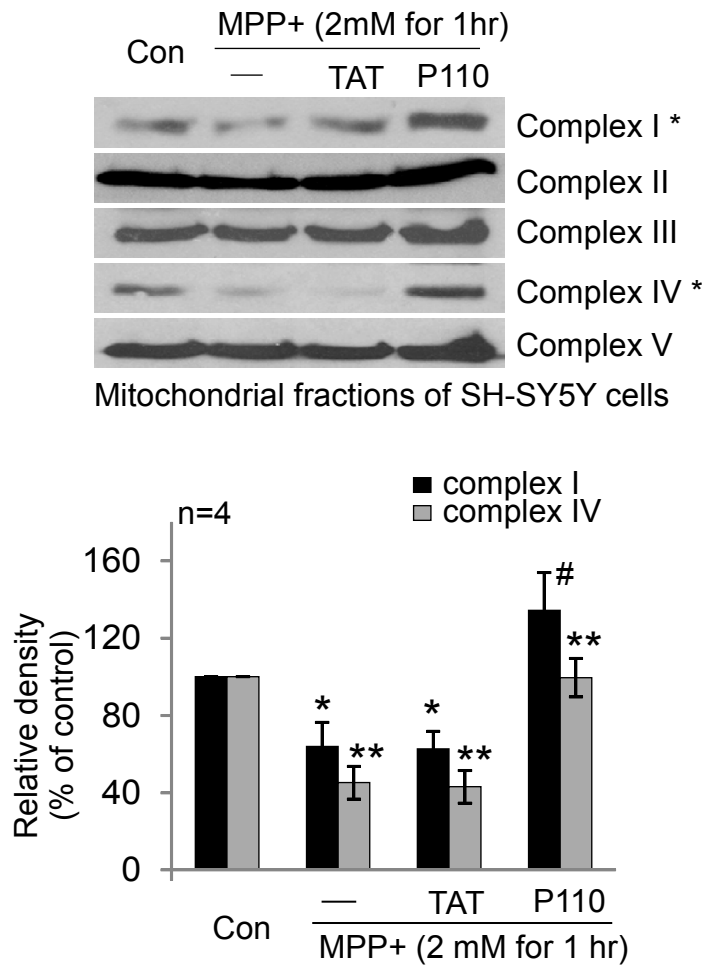 MPP+ (2mM for 1hr)
Con — TAT P110
Complex I *
Complex II
Complex III
Complex IV *
Complex V
Mitochondrial fractions of SH-SY5Y cells
n=4
complex I
complex IV
Relative density
(% of control)
160
120
80
40
0
* ** * ** # **
Con — TAT P110
MPP+ (2 mM for 1 hr)